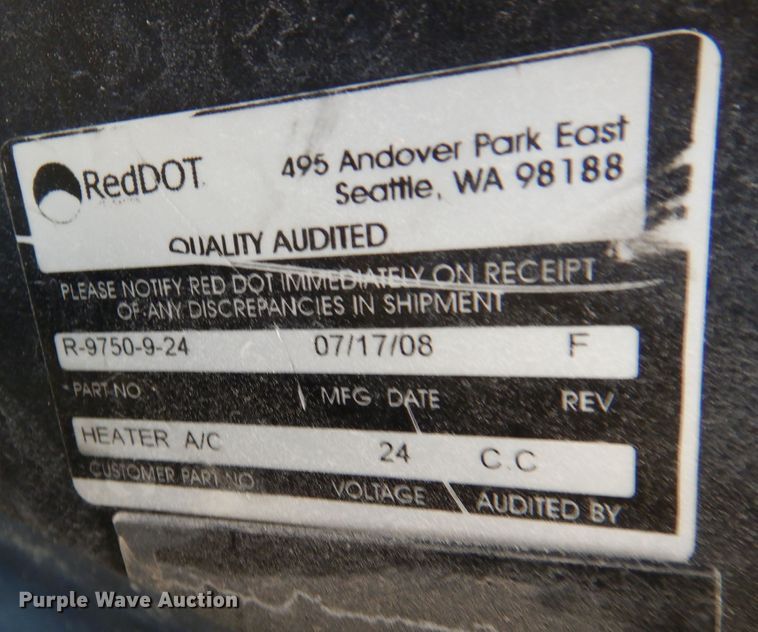 RedDOT
495 Andover Park East
Seattle, WA 98188
QUALITY AUDITED
PLEASE NOTIFY RED DOT IMMEDIATELY ON RECEIPT
OF ANY DISCREPANCIES IN SHIPMENT
R-9750-9-24 07/17/08 F
PART NO MFG DATE REV
HEATER A/C 24 C.C
CUSTOMER PART NO VOLTAGE AUDITED BY
Purple Wave Auction